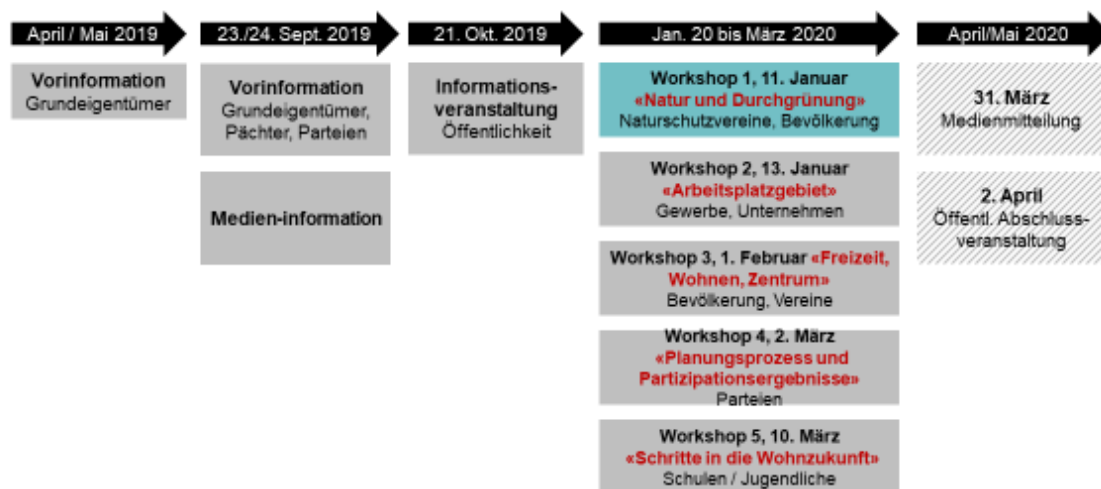 April / Mai 2019
23./24. Sept. 2019
21. Okt. 2019
Jan. 20 bis März 2020
April/Mai 2020
Vorinformation
Grundeigentümer
Vorinformation
Grundeigentümer,
Pächter, Parteien
Medien-information
Informations-
veranstaltung
Öffentlichkeit
Workshop 1, 11. Januar
«Natur und Durchgrünung»
Naturschutzvereine, Bevölkerung
Workshop 2, 13. Januar
«Arbeitsplatzgebiet»
Gewerbe, Unternehmen
Workshop 3, 1. Februar «Freizeit,
Wohnen, Zentrum»
Bevölkerung, Vereine
Workshop 4, 2. März
«Planungsprozess und
Partizipationsergebnisse»
Parteien
Workshop 5, 10. März
«Schritte in die Wohnzukunft»
Schulen / Jugendliche
31. März
Medienmitteilung
2. April
Öffentl. Abschluss-
veranstaltung